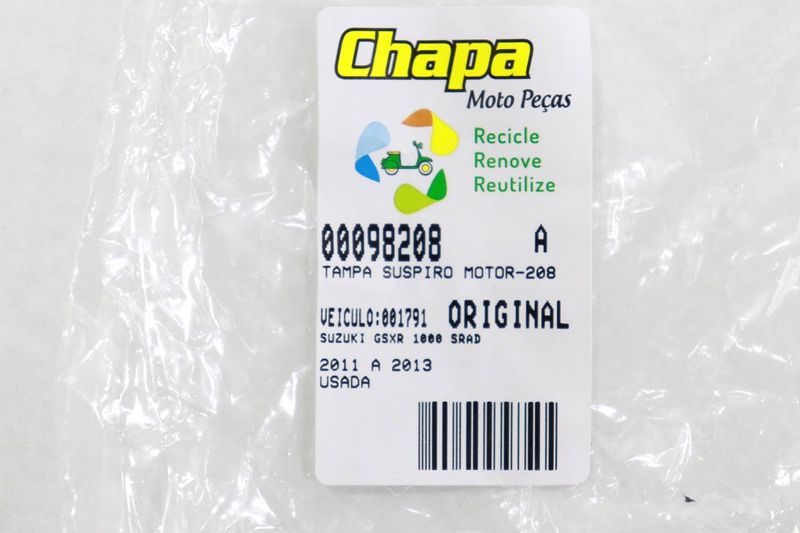 Chapa
Moto Peças
Recicle
Renove
Reutilize
00098208 A
TAMPA SUSPIRO MOTOR-208
VEICULO:001791 ORIGINAL
SUZUKI GSXR 1000 SRAD
2011 A 2013
USADA